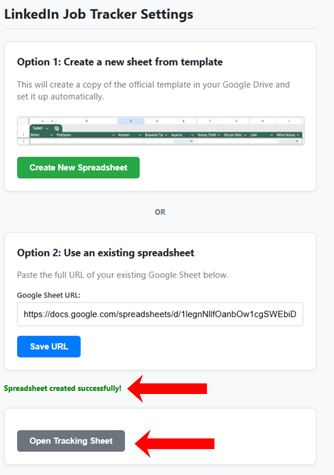 LinkedIn Job Tracker Settings
Option 1: Create a new sheet from template
This will create a copy of the official template in your Google Drive and
set it up automatically.
Create New Spreadsheet
OR
Option 2: Use an existing spreadsheet
Paste the full URL of your existing Google Sheet below.
Google Sheet URL:
https://docs.google.com/spreadsheets/d/1legnNllfOanbOw1cgSWEbiD
Save URL
Spreadsheet created successfully!
Open Tracking Sheet